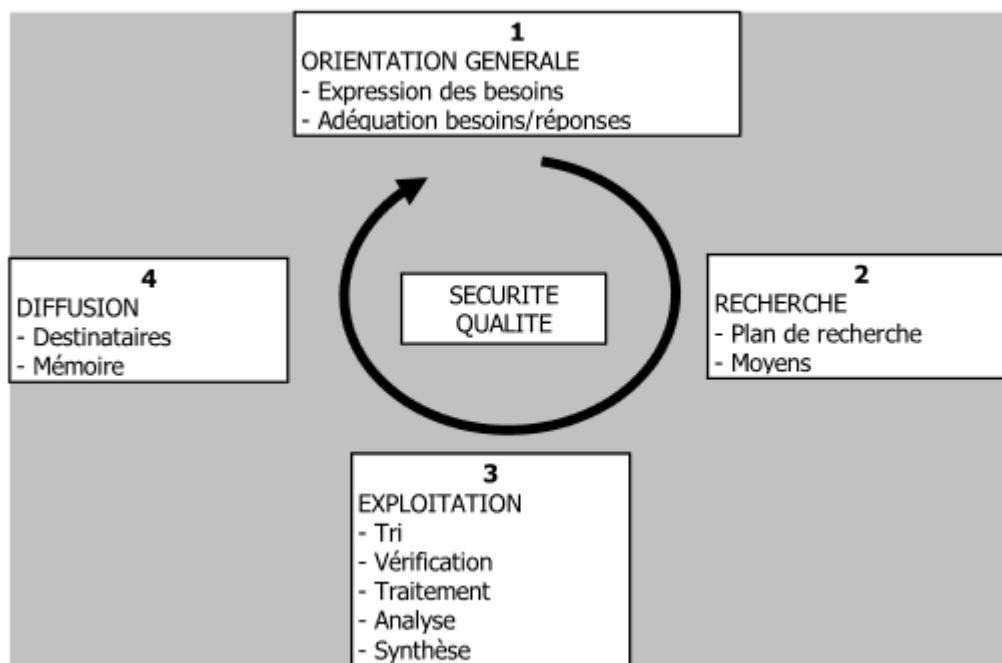 1
ORIENTATION GENERALE
- Expression des besoins
- Adéquation besoins/réponses
2
RECHERCHE
- Plan de recherche
- Moyens
SECURITE
QUALITE
3
EXPLOITATION
- Tri
- Vérification
- Traitement
- Analyse
- Synthèse
4
DIFFUSION
- Destinataires
- Mémoire